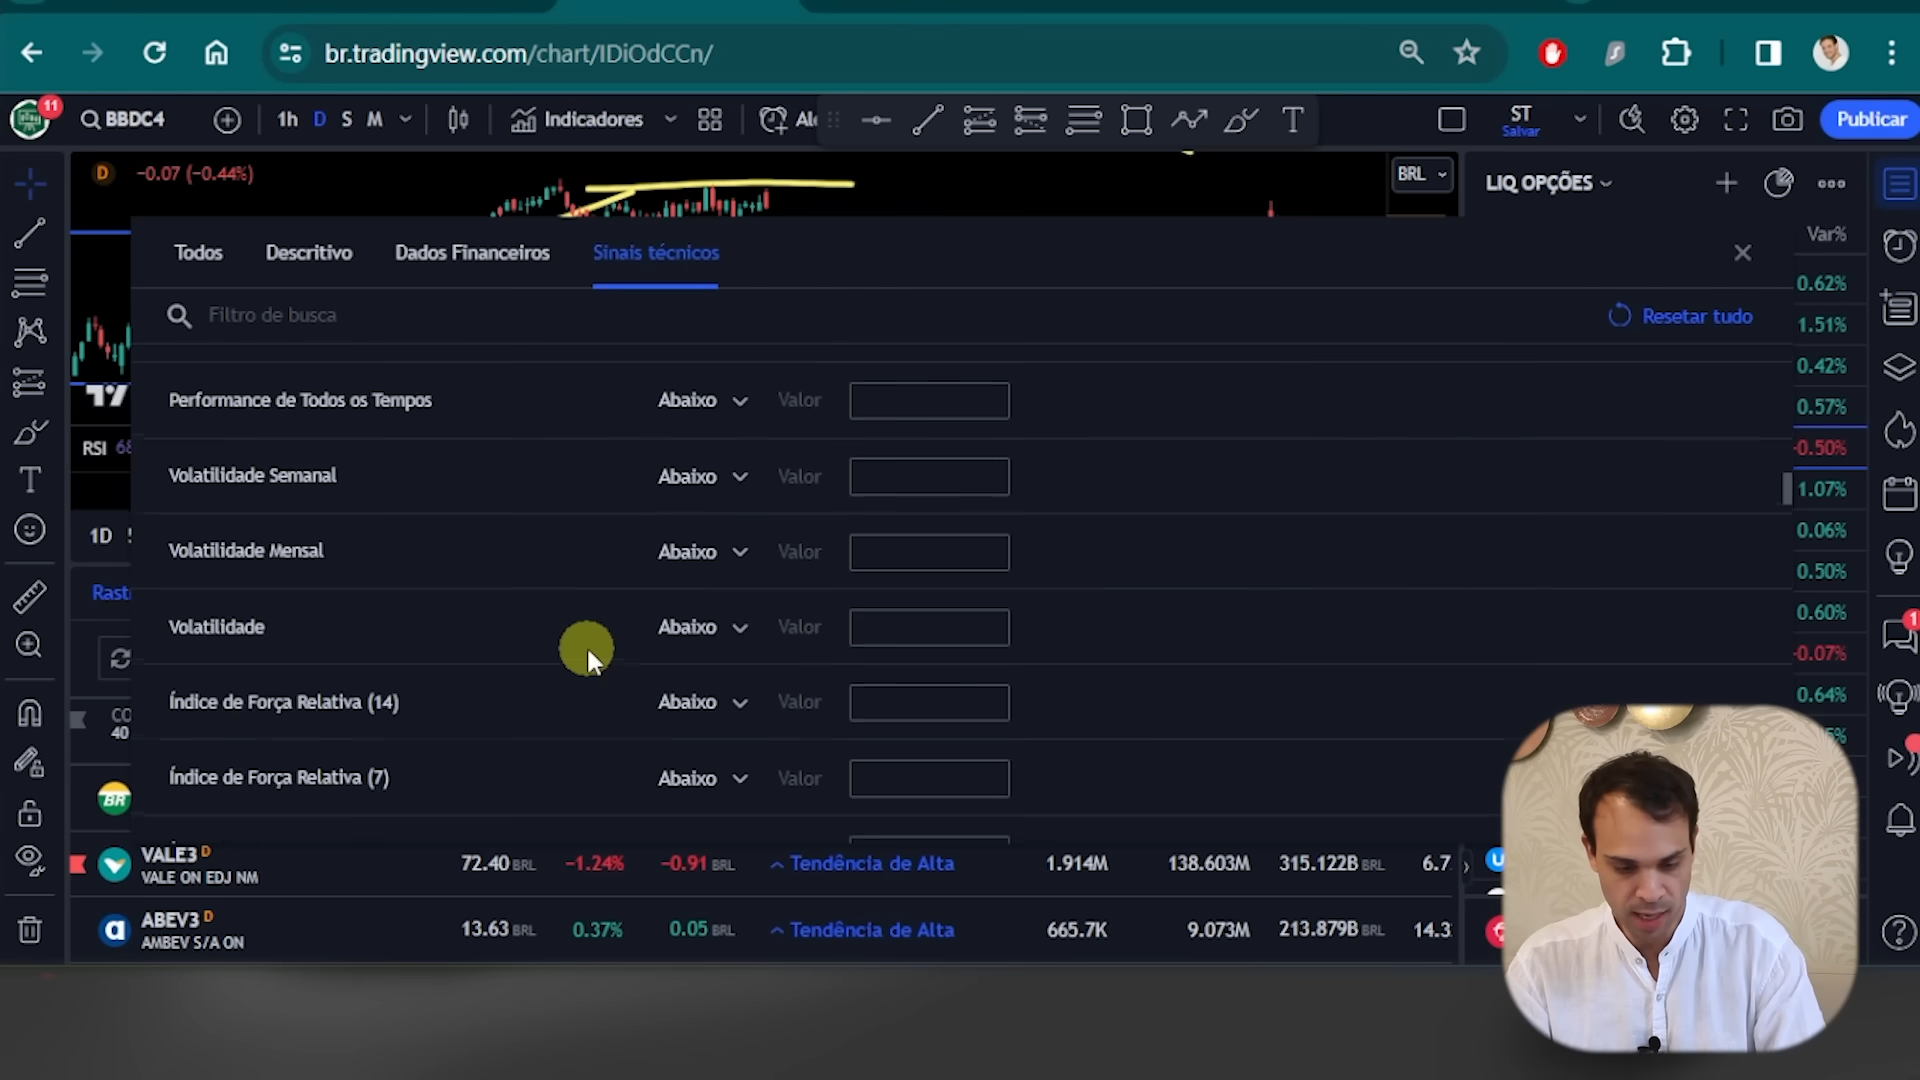 br.tradingview.com/chart/IDiOdCCn/
11
BBDC4
1h D S M
Indicadores
Al
T
ST
Salvar
Publicar
D
−0.07 (−0.44%)
BRL
LIQ OPÇÕES
Var%
Todos
Descritivo
Dados Financeiros
Sinais técnicos
Filtro de busca
Resetar tudo
0.62%
1.51%
0.42%
0.57%
-0.50%
1.07%
0.06%
0.50%
0.60%
-0.07%
0.64%
Performance de Todos os Tempos Abaixo Valor
Volatilidade Semanal Abaixo Valor
Volatilidade Mensal Abaixo Valor
Volatilidade Abaixo Valor
Índice de Força Relativa (14) Abaixo Valor
Índice de Força Relativa (7) Abaixo Valor
RSI 68
1D
Rast
CO
40
BR
VALE3 D
VALE ON EDJ NM
72.40 BRL −1.24% −0.91 BRL Tendência de Alta 1.914M 138.603M 315.122B BRL 6.7
ABEV3 D
AMBEV S/A ON
13.63 BRL 0.37% 0.05 BRL Tendência de Alta 665.7K 9.073M 213.879B BRL 14.3